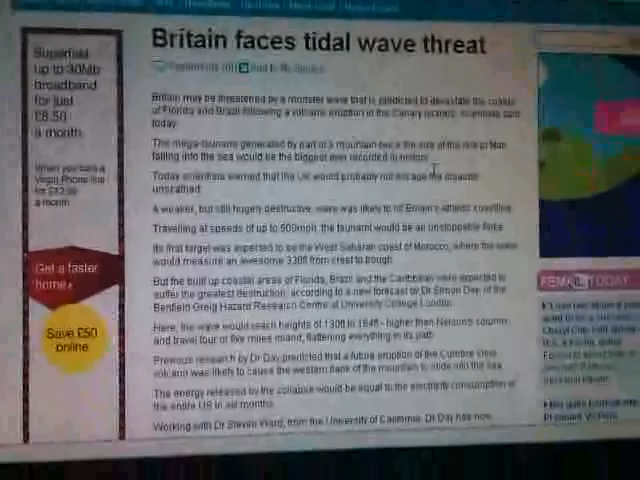 Britain faces tidal wave threat
Britain may be threatened by a monster wave that is predicted to devastate the coasts
of Florida and Brazil following a volcanic eruption in the Canary Islands, scientists said
today.
The mega-tsunami generated by part of a mountain twice the size of the Isle of Man
falling into the sea would be the biggest ever recorded in history.
Today scientists warned that the UK would probably not escape the disaster
unscathed.
A weaker, but still hugely destructive, wave was likely to hit Britain's Atlantic coastline.
Travelling at speeds of up to 500mph, the tsunami would be an unstoppable force.
Its first target was expected to be the West Saharan coast of Morocco, where the wave
would measure an awesome 330ft from crest to trough.
But the built up coastal areas of Florida, Brazil and the Caribbean were expected to
suffer the greatest destruction, according to a new forecast by Dr Simon Day, of the
Benfield Greig Hazard Research Centre at University College London.
Here, the wave would reach heights of 130ft to 164ft - higher than Nelson's column -
and travel four or five miles inland, flattening everything in its path.
Previous research by Dr Day predicted that a future eruption of the Cumbre Vieja
volcano was likely to cause the western flank of the mountain to slide into the sea.
The energy released by the collapse would be equal to the electricity consumption of
the entire US in six months.
Working with Dr Steven Ward, from the University of California, Dr Day has now
Superfast
up to 30Mb
broadband
for just
£8.50
a month
When you take a
Virgin Phone line
for £12.99
a month
Get a faster
home
Save £50
online
FEMAIL TODAY